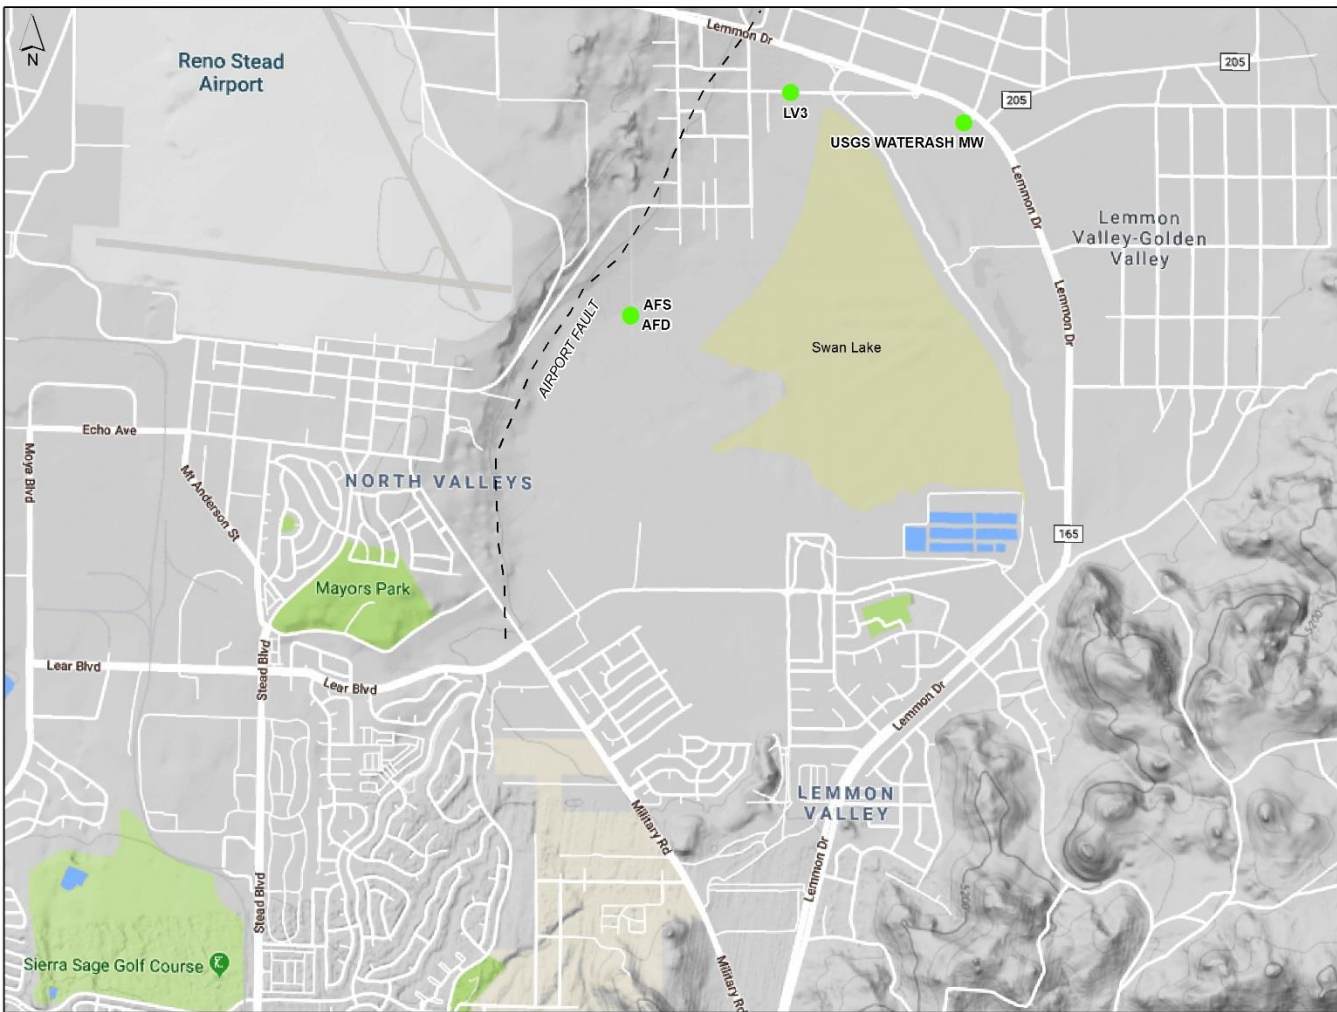 Lemmon Dr
N
Reno Stead
Airport
205
205
LV3
USGS WATERASH MW
Lemmon Dr
Lemmon
Valley-Golden
Valley
Lemmon Dr
AFS
AFD
AIRPORT FAULT
Swan Lake
Echo Ave
Moya Blvd
Mt Anderson St
NORTH VALLEYS
165
Mayors Park
5200
Lear Blvd
Stead Blvd
Lear Blvd
Lemmon Dr
LEMMON
VALLEY
Military Rd
Lemmon Dr
Stead Blvd
5200
Sierra Sage Golf Course
Military Rd